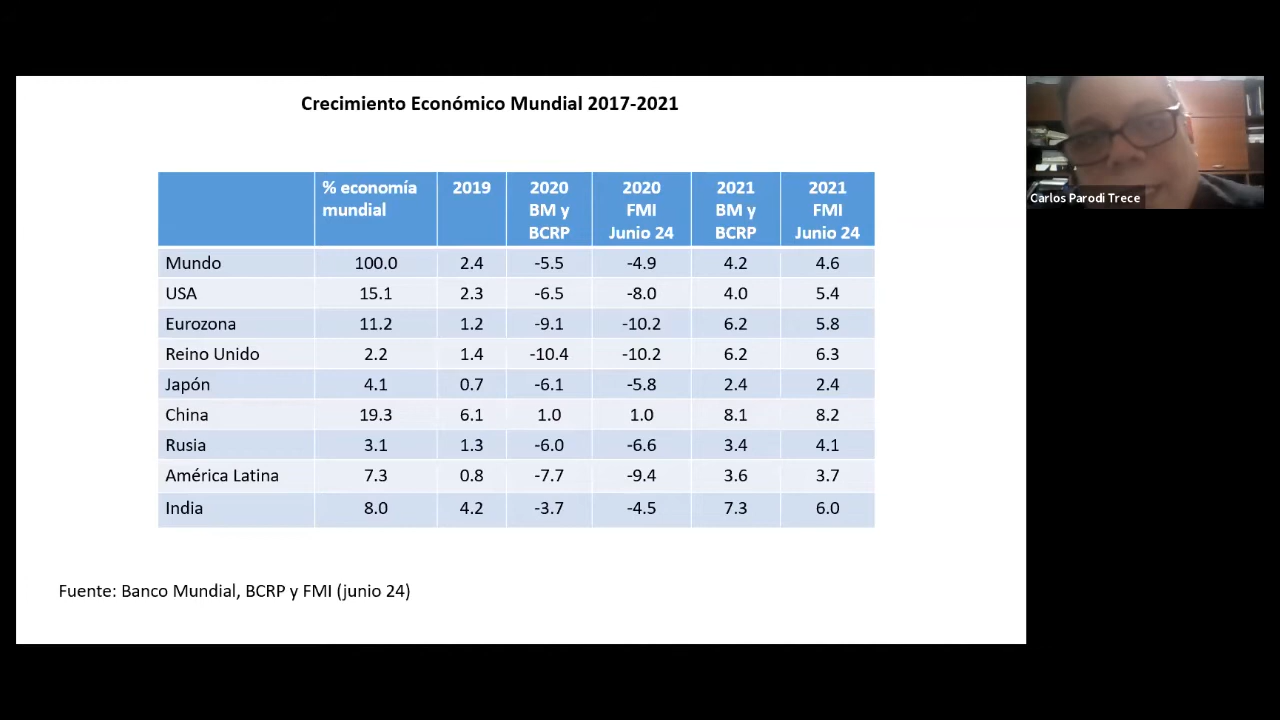 Crecimiento Económico Mundial 2017-2021
% economía mundial 2019 2020 BM y BCRP 2020 FMI Junio 24 2021 BM y BCRP 2021 FMI Junio 24
Mundo 100.0 2.4 -5.5 -4.9 4.2 4.6
USA 15.1 2.3 -6.5 -8.0 4.0 5.4
Eurozona 11.2 1.2 -9.1 -10.2 6.2 5.8
Reino Unido 2.2 1.4 -10.4 -10.2 6.2 6.3
Japón 4.1 0.7 -6.1 -5.8 2.4 2.4
China 19.3 6.1 1.0 1.0 8.1 8.2
Rusia 3.1 1.3 -6.0 -6.6 3.4 4.1
América Latina 7.3 0.8 -7.7 -9.4 3.6 3.7
India 8.0 4.2 -3.7 -4.5 7.3 6.0
Fuente: Banco Mundial, BCRP y FMI (junio 24)
Carlos Parodi Trece